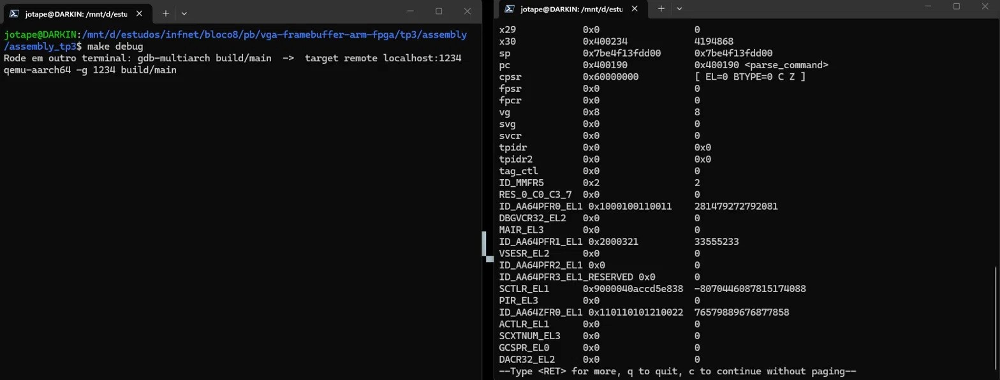 jotape@DARKIN: /mnt/d/estu
jotape@DARKIN:/mnt/d/estudos/infnet/bloco8/pb/vga-framebuffer-arm-fpga/tp3/assembly
/assembly_tp3$ make debug
Rode em outro terminal: gdb-multiarch build/main  ->  target remote localhost:1234
qemu-aarch64 -g 1234 build/main
jotape@DARKIN: /mnt/d/estu
x29            0x0                 0
x30            0x400234            4194868
sp             0x7be4f13fdd00      0x7be4f13fdd00
pc             0x400190            0x400190 <parse_command>
cpsr           0x60000000          [ EL=0 BTYPE=0 C Z ]
fpsr           0x0                 0
fpcr           0x0                 0
vg             0x8                 8
svg            0x0                 0
svcr           0x0                 0
tpidr          0x0                 0x0
tpidr2         0x0                 0x0
tag_ctl        0x0                 0
ID_MMFR5       0x2                 2
RES_0_C0_C3_7  0x0                 0
ID_AA64PFR0_EL1 0x1000100110011    281479272792081
DBGVCR32_EL2   0x0                 0
MAIR_EL3       0x0                 0
ID_AA64PFR1_EL1 0x2000321          33555233
VSESR_EL2      0x0                 0
ID_AA64PFR2_EL1 0x0                0
ID_AA64PFR3_EL1_RESERVED 0x0       0
SCTLR_EL1      0x9000040accd5e838  -8070446087815174088
PIR_EL3        0x0                 0
ID_AA64ZFR0_EL1 0x110110101210022  76579889676877858
ACTLR_EL1      0x0                 0
SCXTNUM_EL3    0x0                 0
GCSPR_EL0      0x0                 0
DACR32_EL2     0x0                 0
--Type <RET> for more, q to quit, c to continue without paging--